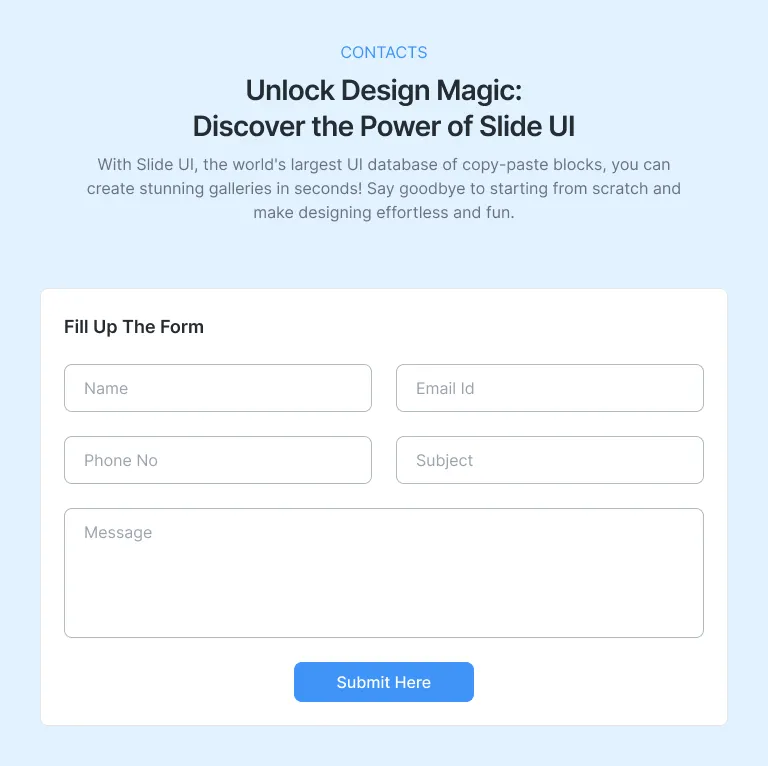 CONTACTS
Unlock Design Magic:
Discover the Power of Slide UI
With Slide UI, the world's largest UI database of copy-paste blocks, you can
create stunning galleries in seconds! Say goodbye to starting from scratch and
make designing effortless and fun.
Fill Up The Form
Name
Email Id
Phone No
Subject
Message
Submit Here